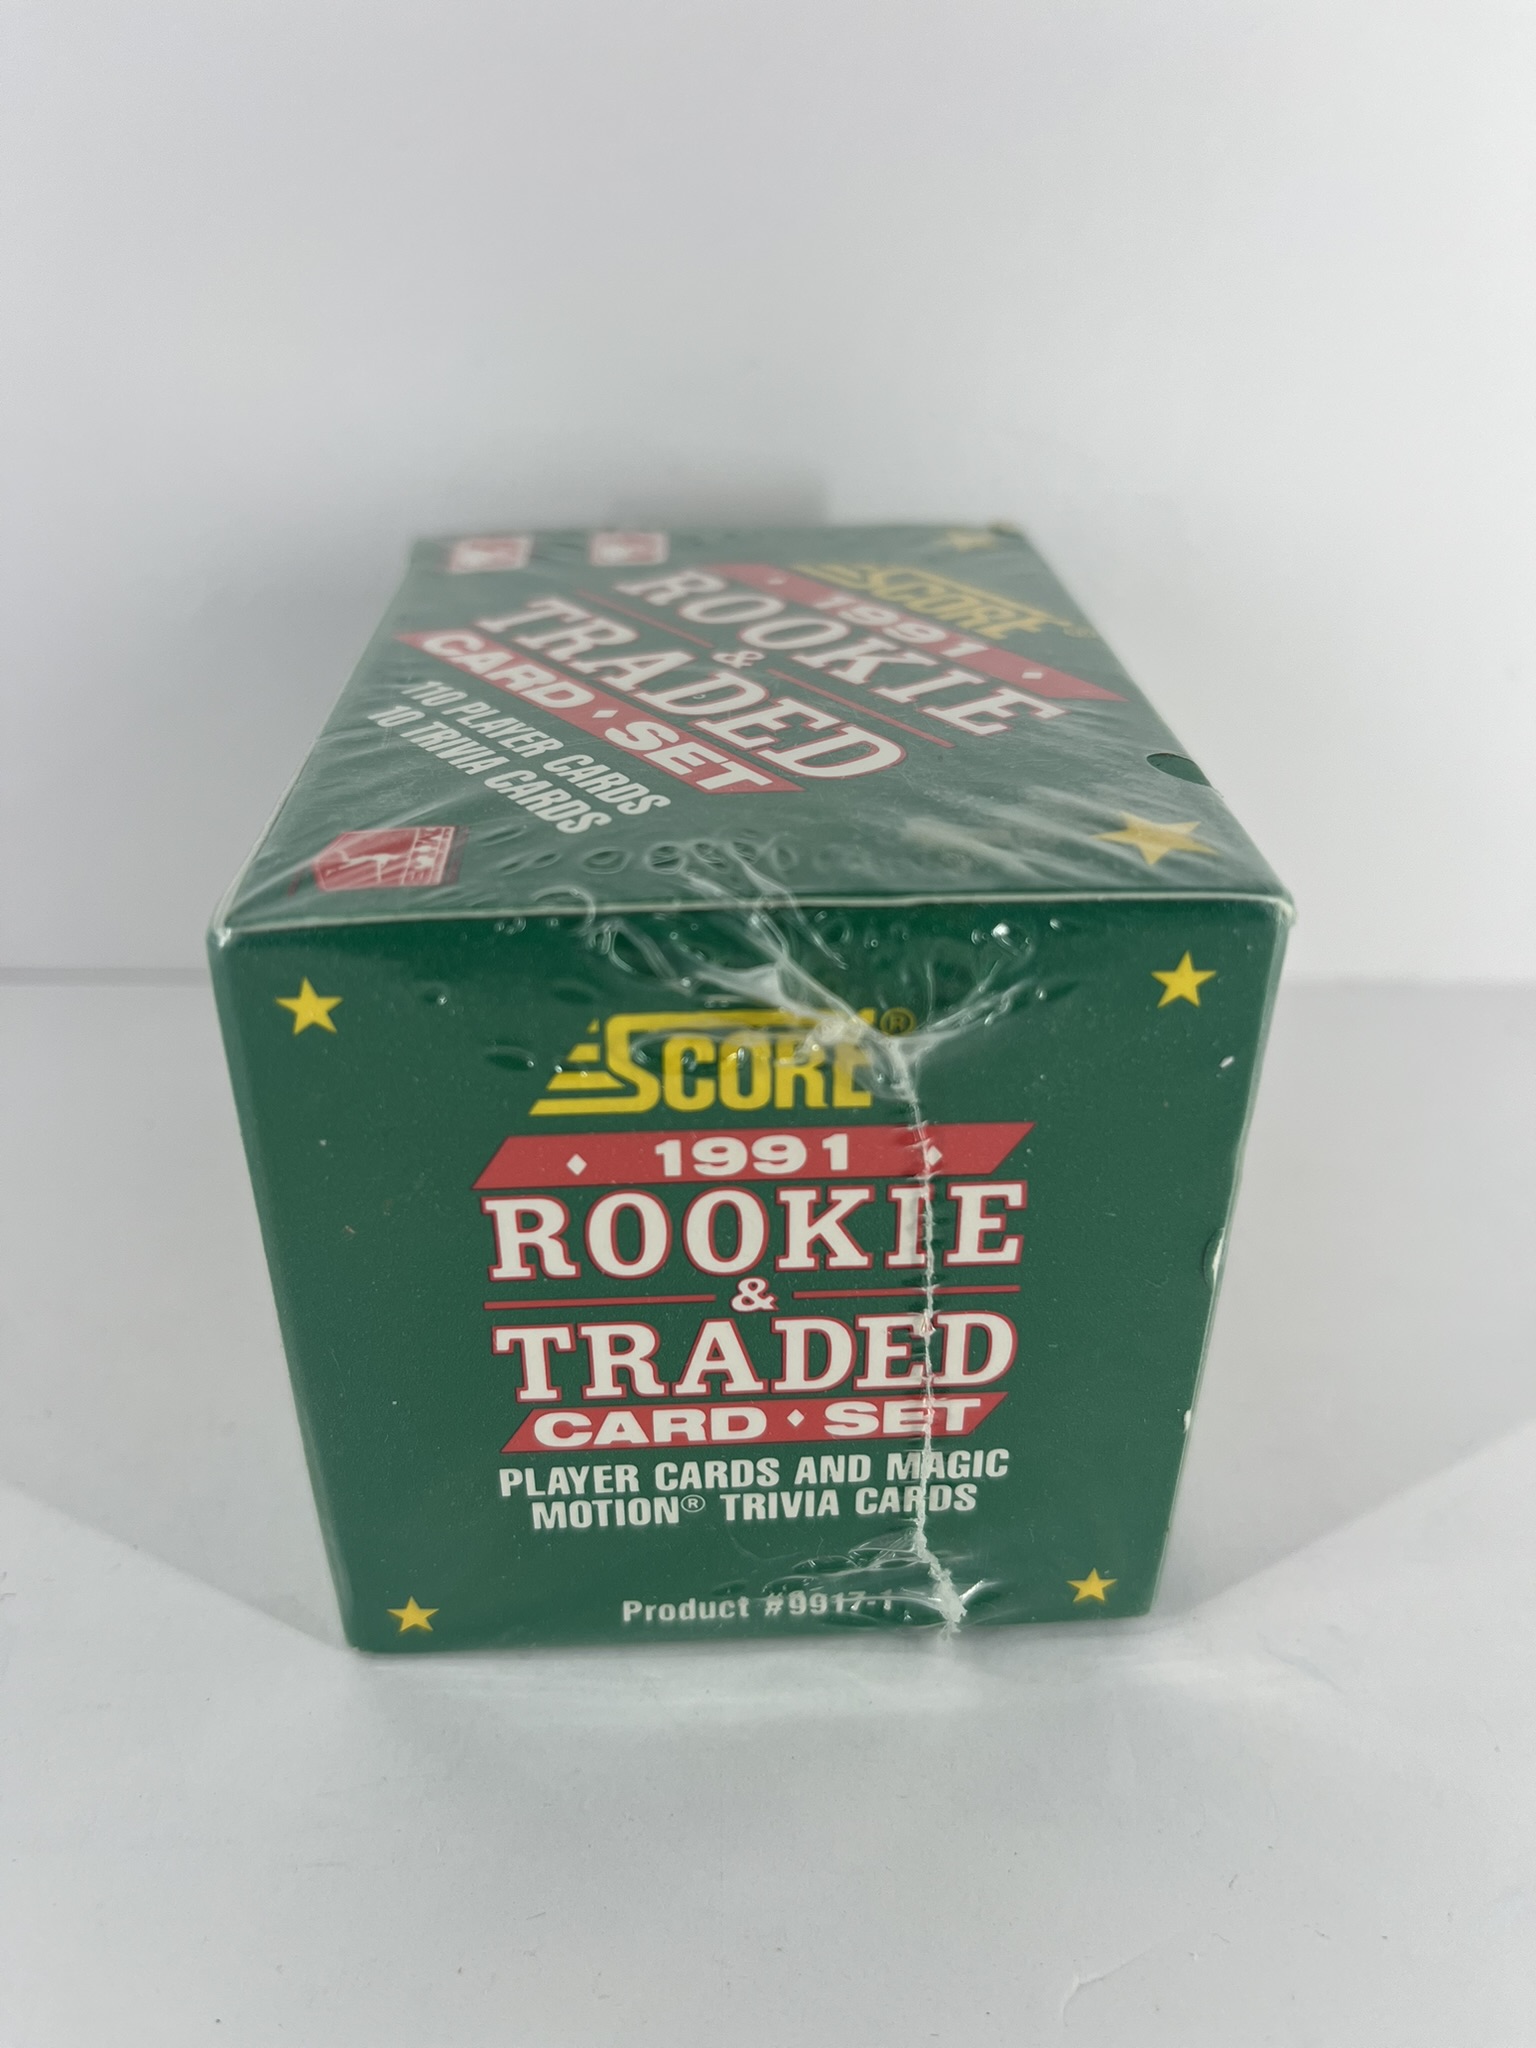 SCORE®
1991
ROOKIE
&
TRADED
CARD • SET
110 PLAYER CARDS
10 TRIVIA CARDS
SCORE®
1991
ROOKIE
&
TRADED
CARD • SET
PLAYER CARDS AND MAGIC
MOTION® TRIVIA CARDS
Product #9917-1